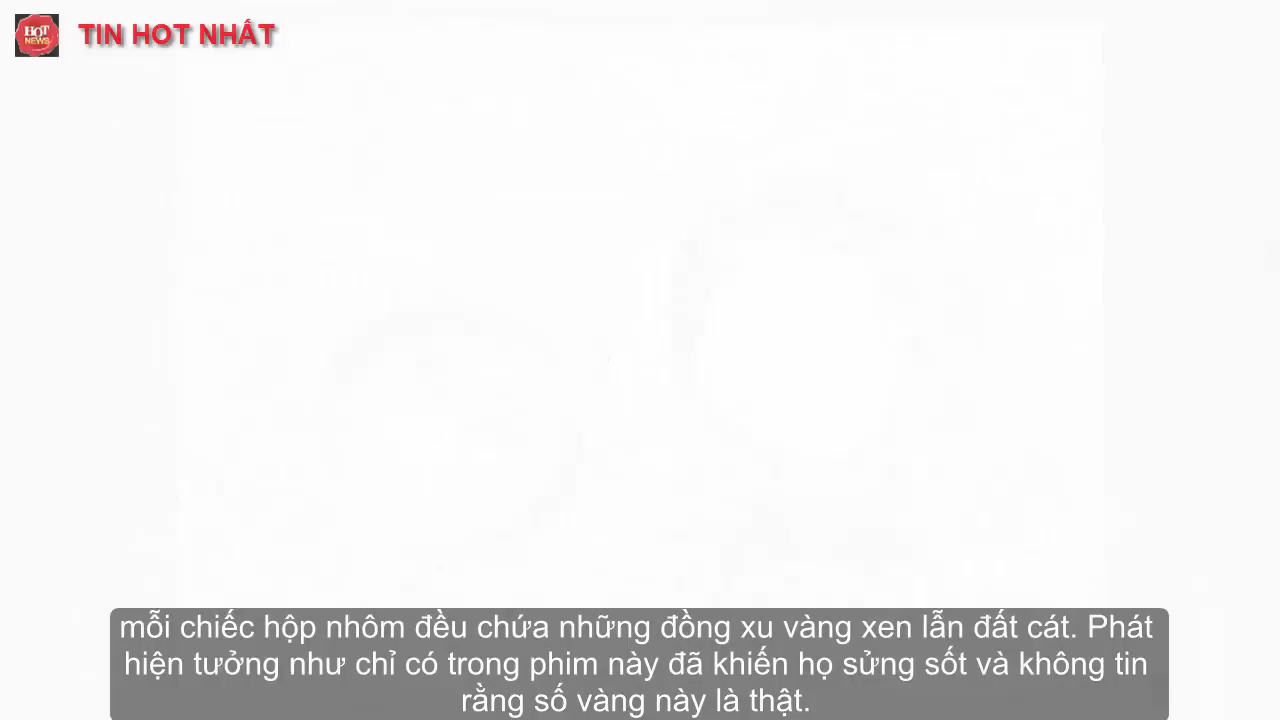 HOT
NEWS
TIN HOT NHẤT
mỗi chiếc hộp nhôm đều chứa những đồng xu vàng xen lẫn đất cát. Phát
hiện tưởng như chỉ có trong phim này đã khiến họ sửng sốt và không tin
rằng số vàng này là thật.